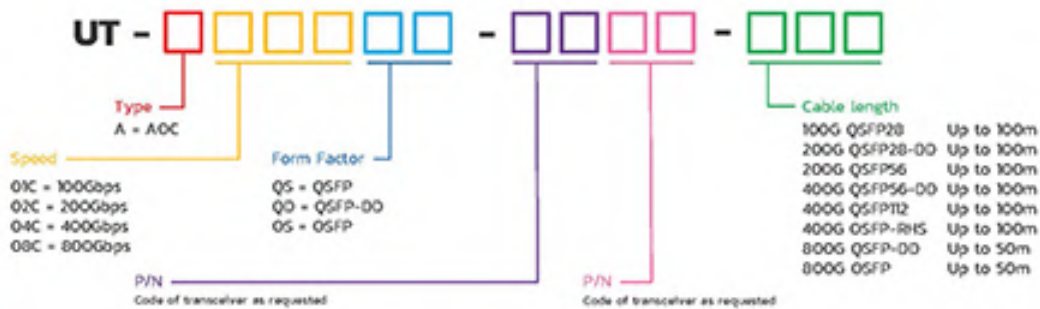 UT - - -
Type
A = AOC
Speed
01C = 100Gbps
02C = 200Gbps
04C = 400Gbps
08C = 800Gbps
Form Factor
QS = QSFP
QD = QSFP-DD
OS = OSFP
P/N
Code of transceiver as requested
P/N
Code of transceiver as requested
Cable length
100G QSFP28 Up to 100m
200G QSFP28-DD Up to 100m
200G QSFP56 Up to 100m
400G QSFP56-DD Up to 100m
400G QSFP112 Up to 100m
400G OSFP-RHS Up to 100m
800G QSFP-DD Up to 50m
800G OSFP Up to 50m